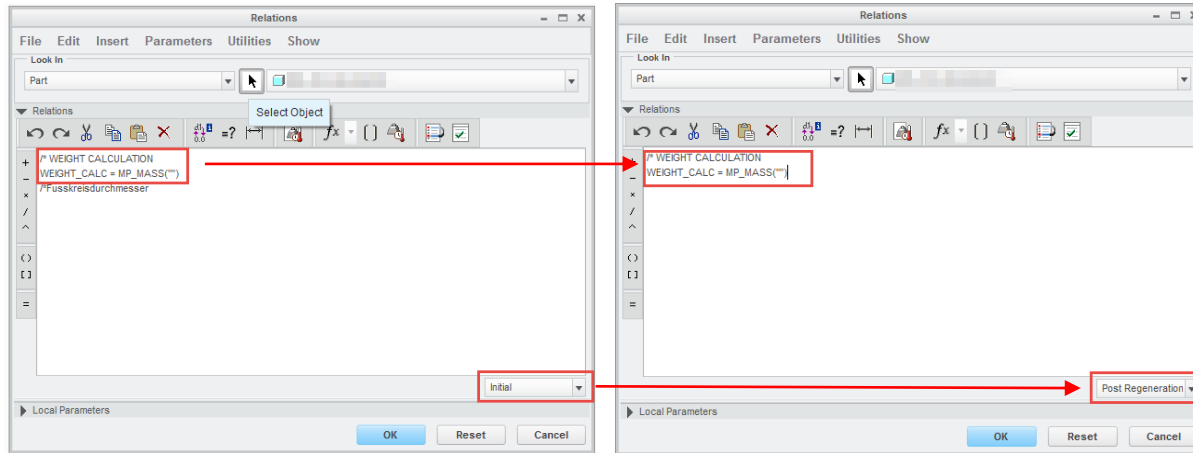 Relations
File Edit Insert Parameters Utilities Show
Look In
Part
Select Object
Relations
/* WEIGHT CALCULATION
WEIGHT_CALC = MP_MASS("")
/*Fusskreisdurchmesser
Initial
Local Parameters
OK Reset Cancel
Relations
File Edit Insert Parameters Utilities Show
Look In
Part
Relations
/* WEIGHT CALCULATION
WEIGHT_CALC = MP_MASS("")
Post Regeneration
Local Parameters
OK Reset Cancel